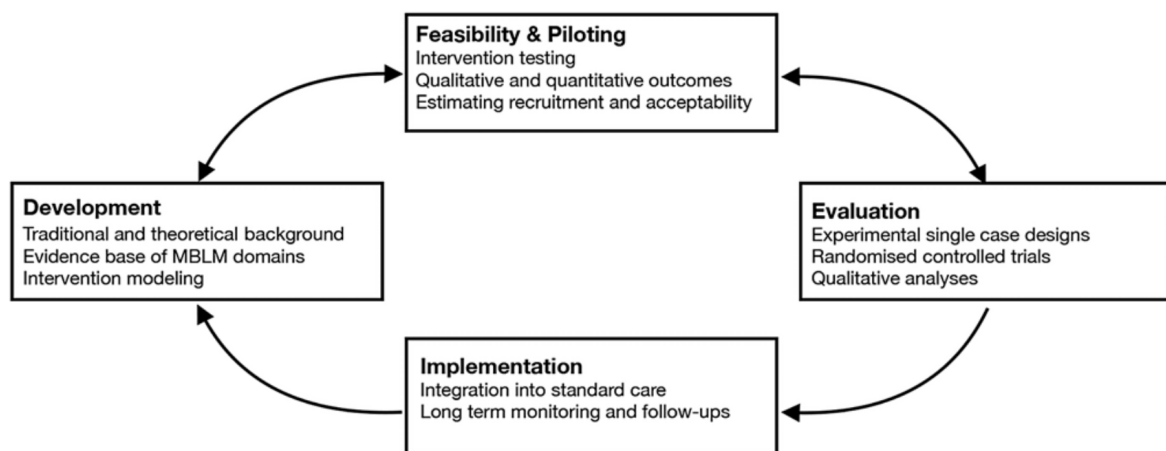 Feasibility & Piloting
Intervention testing
Qualitative and quantitative outcomes
Estimating recruitment and acceptability
Development
Traditional and theoretical background
Evidence base of MBLM domains
Intervention modeling
Evaluation
Experimental single case designs
Randomised controlled trials
Qualitative analyses
Implementation
Integration into standard care
Long term monitoring and follow-ups